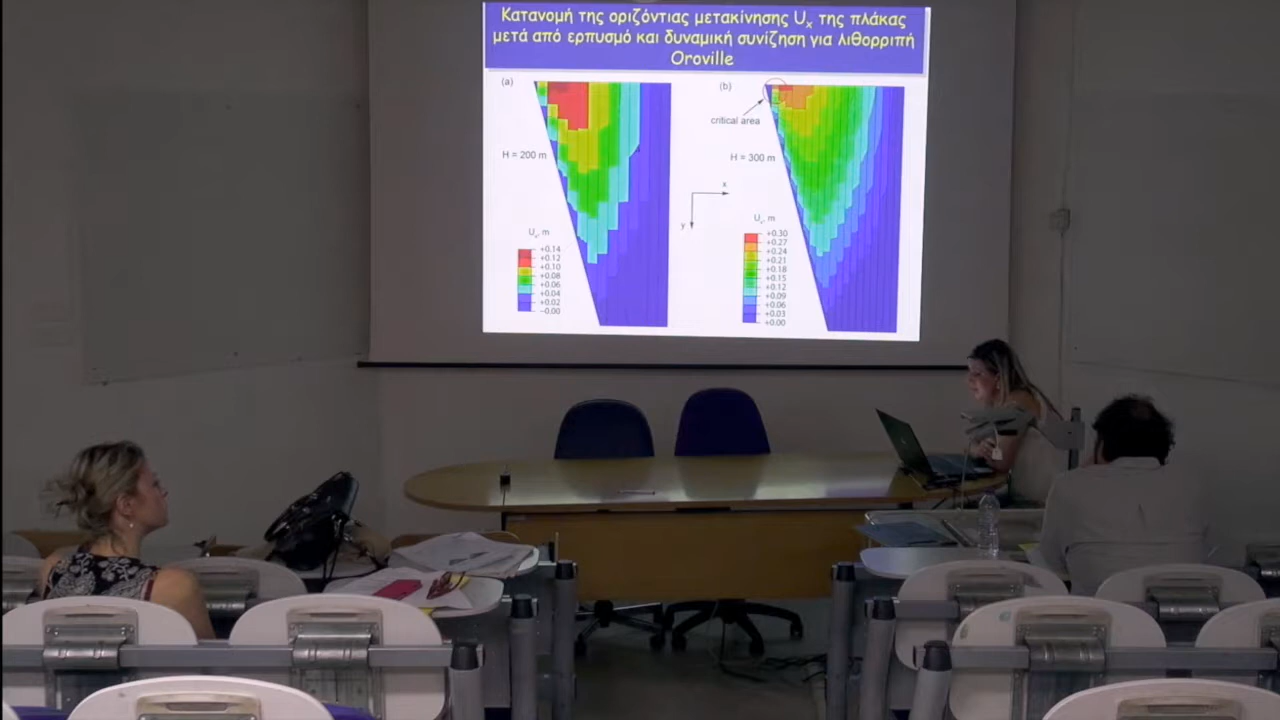 Κατανομή της οριζόντιας μετακίνησης Ux της πλάκας
μετά από ερπυσμό και δυναμική συνίζηση για λιθορριπή
Oroville
(a)
H = 200 m
Ux, m
+0.14
+0.12
+0.10
+0.08
+0.06
+0.04
+0.02
−0.00
x
y
(b)
critical area
H = 300 m
Ux, m
+0.30
+0.27
+0.24
+0.21
+0.18
+0.15
+0.12
+0.09
+0.06
+0.03
+0.00